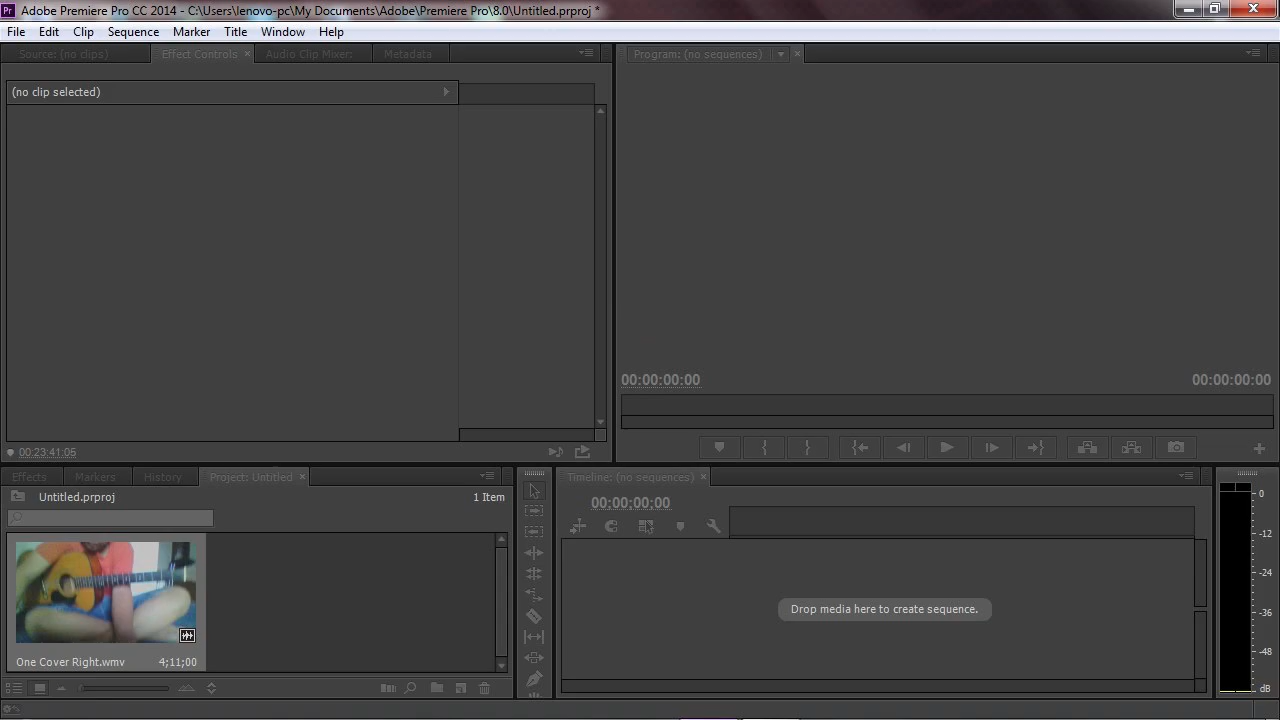 Pr Adobe Premiere Pro CC 2014 - C:\Users\lenovo-pc\My Documents\Adobe\Premiere Pro\8.0\Untitled.prproj *
File Edit Clip Sequence Marker Title Window Help
Source: (no clips) Effect Controls × Audio Clip Mixer: Metadata
Program: (no sequences) ×
(no clip selected)
00:00:00:00 00:00:00:00
00:23:41:05
Effects Markers History Project: Untitled ×
Timeline: (no sequences) ×
Untitled.prproj 1 Item
00:00;00;00
0
-12
-24
-36
-48
dB
Drop media here to create sequence.
One Cover Right.wmv 4;11;00